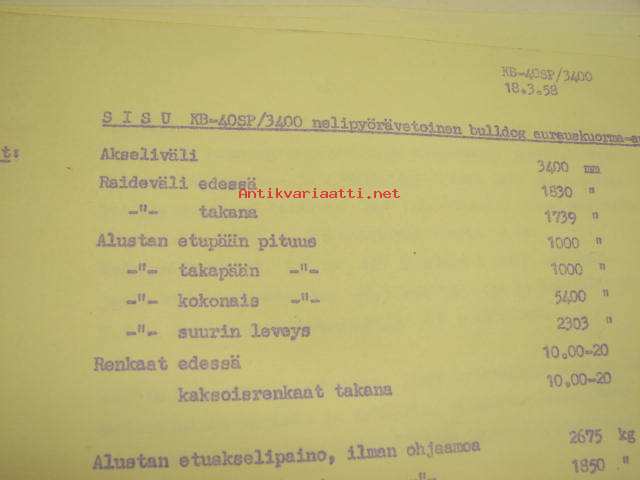 KB-40SP/3400
18.3.58
S I S U KB-40SP/3400 nelipyörävetoinen bulldog aurauskuorma-
t:
Akseliväli 3400 mm
Raideväli edessä 1830 "
Antikvariaatti.net
-"- takana 1739 "
Alustan etupään pituus 1000 "
-"- takapään -"- 1000 "
-"- kokonais -"- 5400 "
-"- suurin leveys 2303 "
Renkaat edessä 10.00-20
kaksoisrenkaat takana 10.00-20
Alustan etuakselipaino, ilman ohjaamoa 2675 kg
1850 "